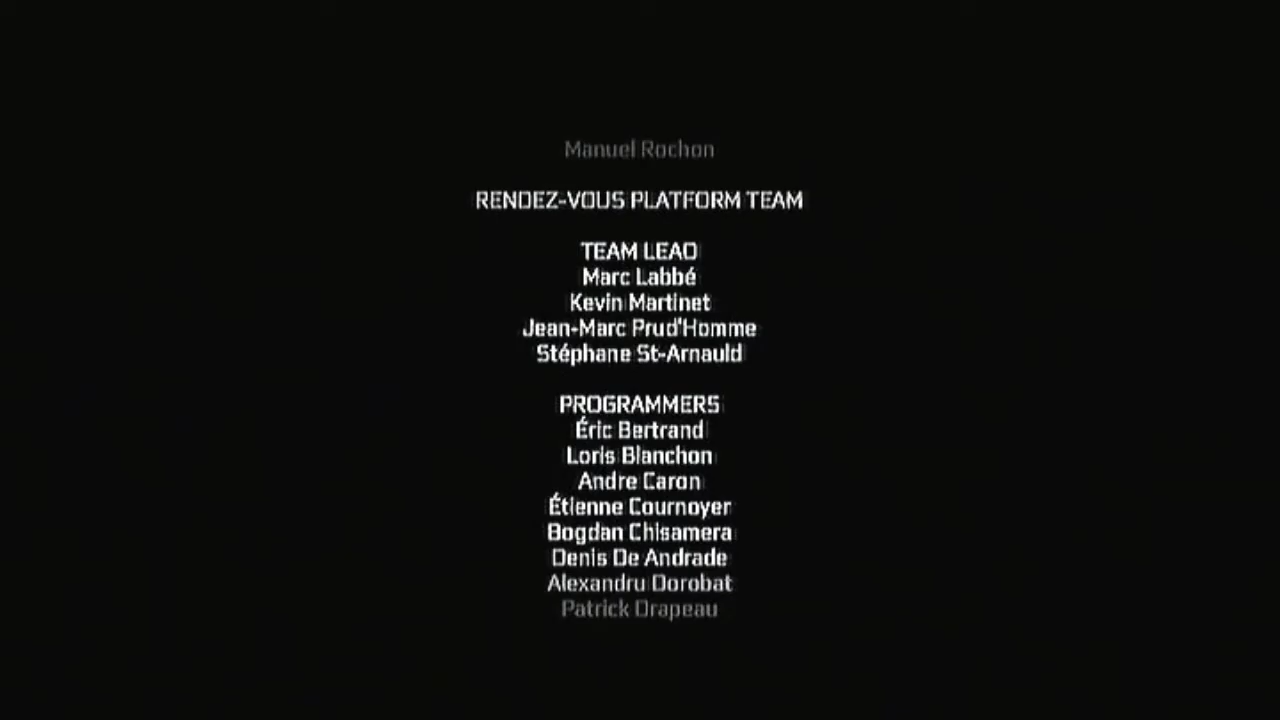 Manuel Rochon
RENDEZ-VOUS PLATFORM TEAM
TEAM LEAD
Marc Labbé
Kevin Martinet
Jean-Marc Prud'Homme
Stéphane St-Arnauld
PROGRAMMERS
Éric Bertrand
Loris Blanchon
Andre Caron
Étienne Cournoyer
Bogdan Chisamera
Denis De Andrade
Alexandru Dorobat
Patrick Drapeau